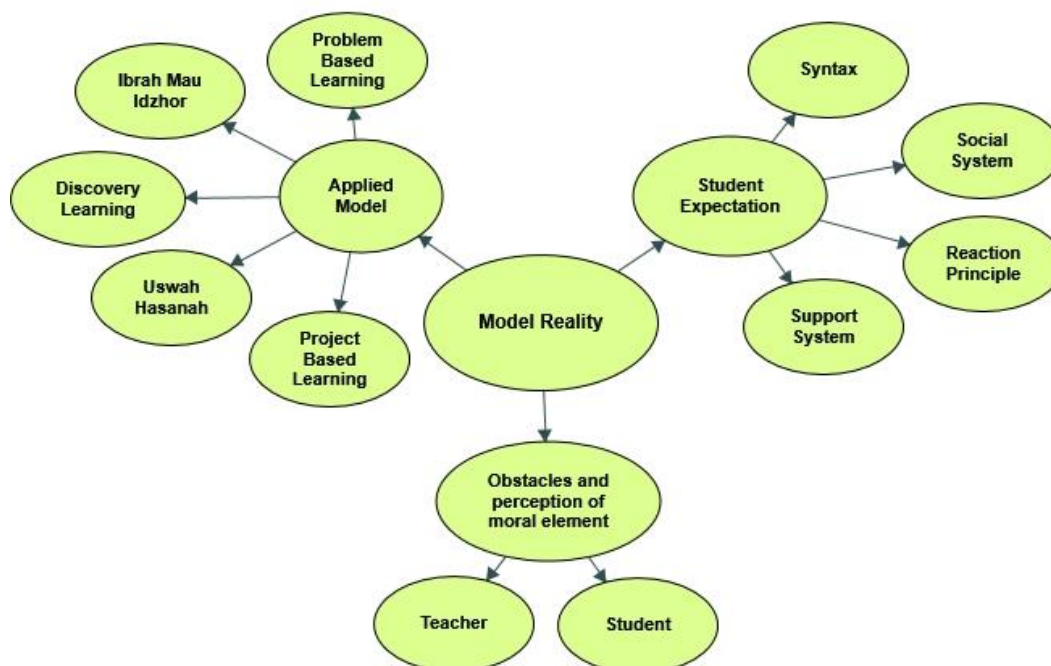 Problem
Based
Learning
Ibrah Mau
Idzhor
Discovery
Learning
Applied
Model
Uswah
Hasanah
Project
Based
Learning
Model Reality
Syntax
Student
Expectation
Social
System
Reaction
Principle
Support
System
Obstacles and
perception of
moral element
Teacher
Student